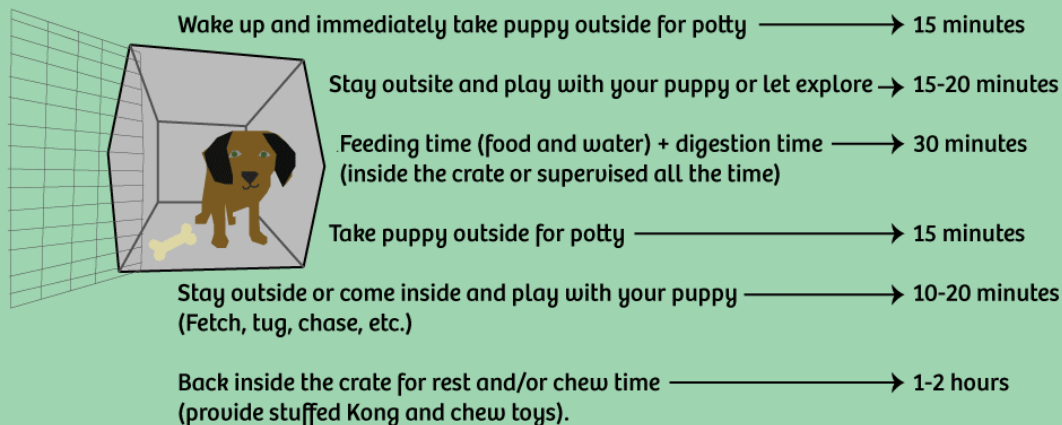 Wake up and immediately take puppy outside for potty 15 minutes
Stay outsite and play with your puppy or let explore 15-20 minutes
Feeding time (food and water) + digestion time 30 minutes
(inside the crate or supervised all the time)
Take puppy outside for potty 15 minutes
Stay outside or come inside and play with your puppy 10-20 minutes
(Fetch, tug, chase, etc.)
Back inside the crate for rest and/or chew time 1-2 hours
(provide stuffed Kong and chew toys).